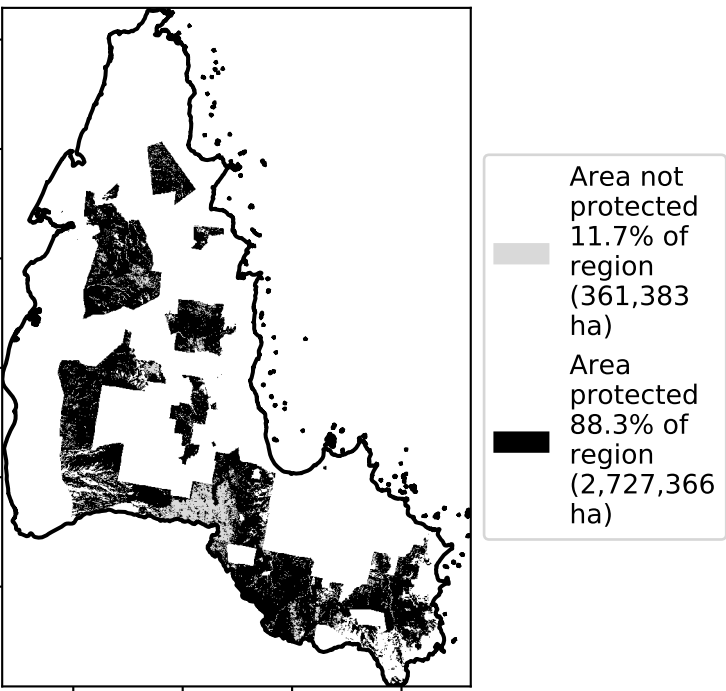 Area not
protected
11.7% of
region
(361,383
ha)
Area
protected
88.3% of
region
(2,727,366
ha)